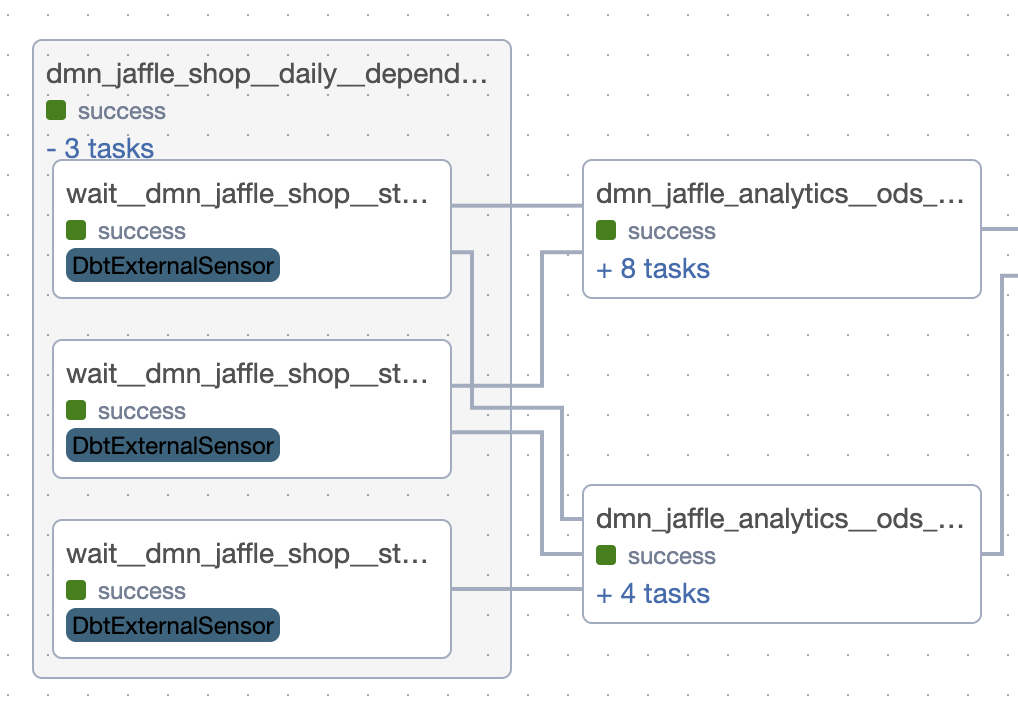 dmn_jaffle_shop__daily__depend...
success
- 3 tasks
wait__dmn_jaffle_shop__st...
success
DbtExternalSensor
wait__dmn_jaffle_shop__st...
success
DbtExternalSensor
wait__dmn_jaffle_shop__st...
success
DbtExternalSensor
dmn_jaffle_analytics__ods_...
success
+ 8 tasks
dmn_jaffle_analytics__ods_...
success
+ 4 tasks